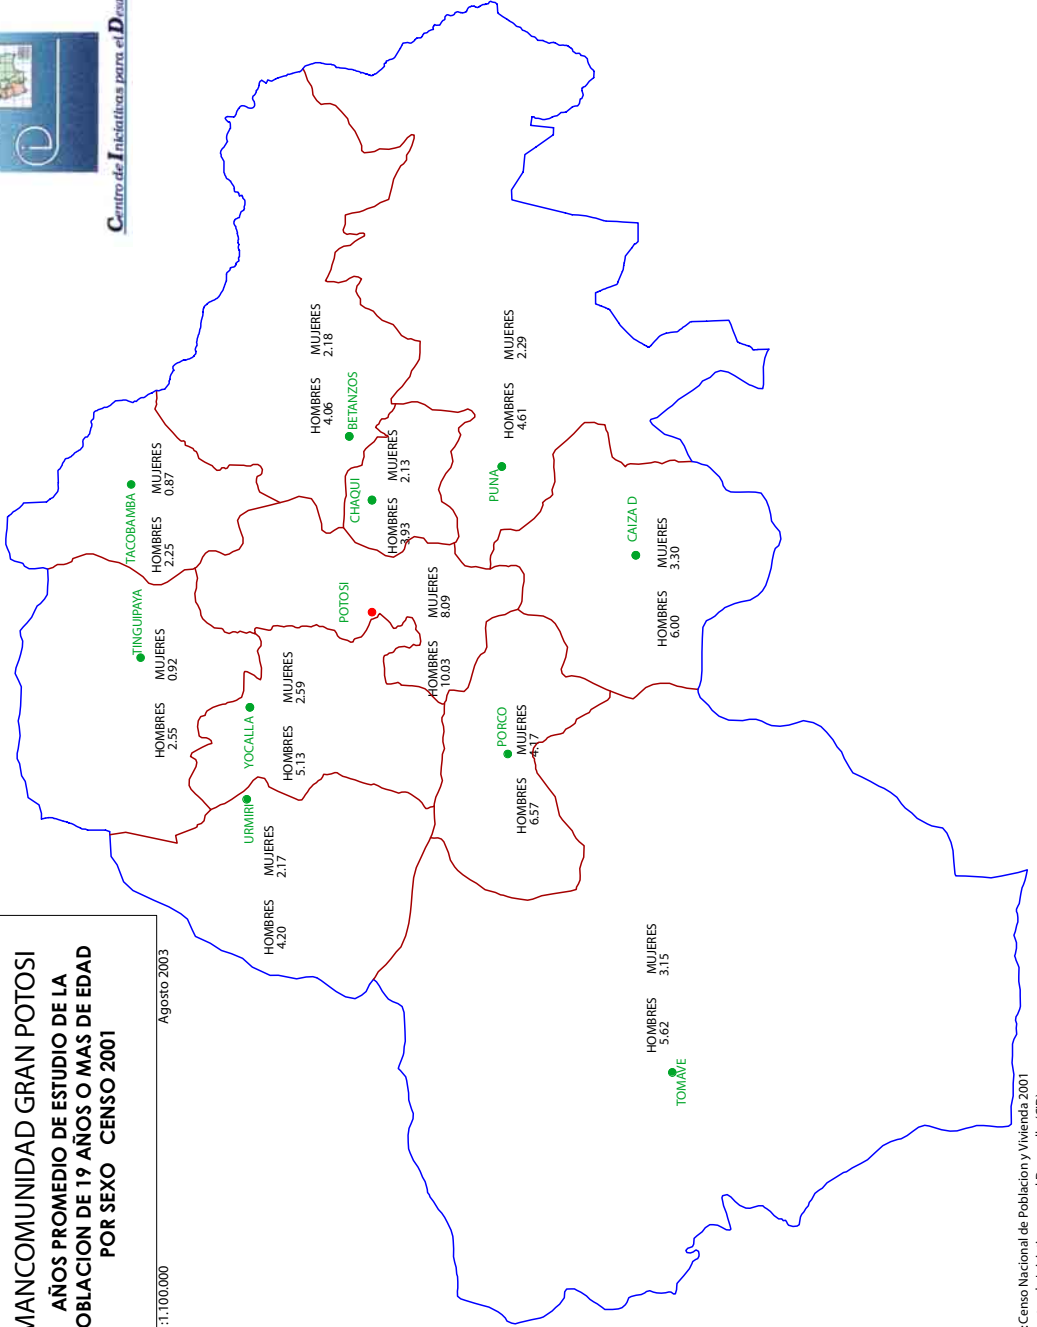 MANCOMUNIDAD GRAN POTOSI
AÑOS PROMEDIO DE ESTUDIO DE LA
OBLACION DE 19 AÑOS O MAS DE EDAD
POR SEXO CENSO 2001
:1.100.000
Agosto 2003
Centro de Iniciativas para el Desa
TINGUIPAYA
HOMBRES
2.55
MUJERES
0.92
TACOBAMBA
HOMBRES
2.25
MUJERES
0.87
URMIRI
HOMBRES
4.20
MUJERES
2.17
YOCALLA
HOMBRES
5.13
MUJERES
2.59
POTOSI
HOMBRES
10.03
MUJERES
8.09
CHAQUI
HOMBRES
3.93
MUJERES
2.13
BETANZOS
HOMBRES
4.06
MUJERES
2.18
PORCO
HOMBRES
6.57
MUJERES
4.17
PUNA
HOMBRES
4.61
MUJERES
2.29
CAIZA D
HOMBRES
6.00
MUJERES
3.30
TOMAVE
HOMBRES
5.62
MUJERES
3.15
:Censo Nacional de Poblacion y Vivienda 2001